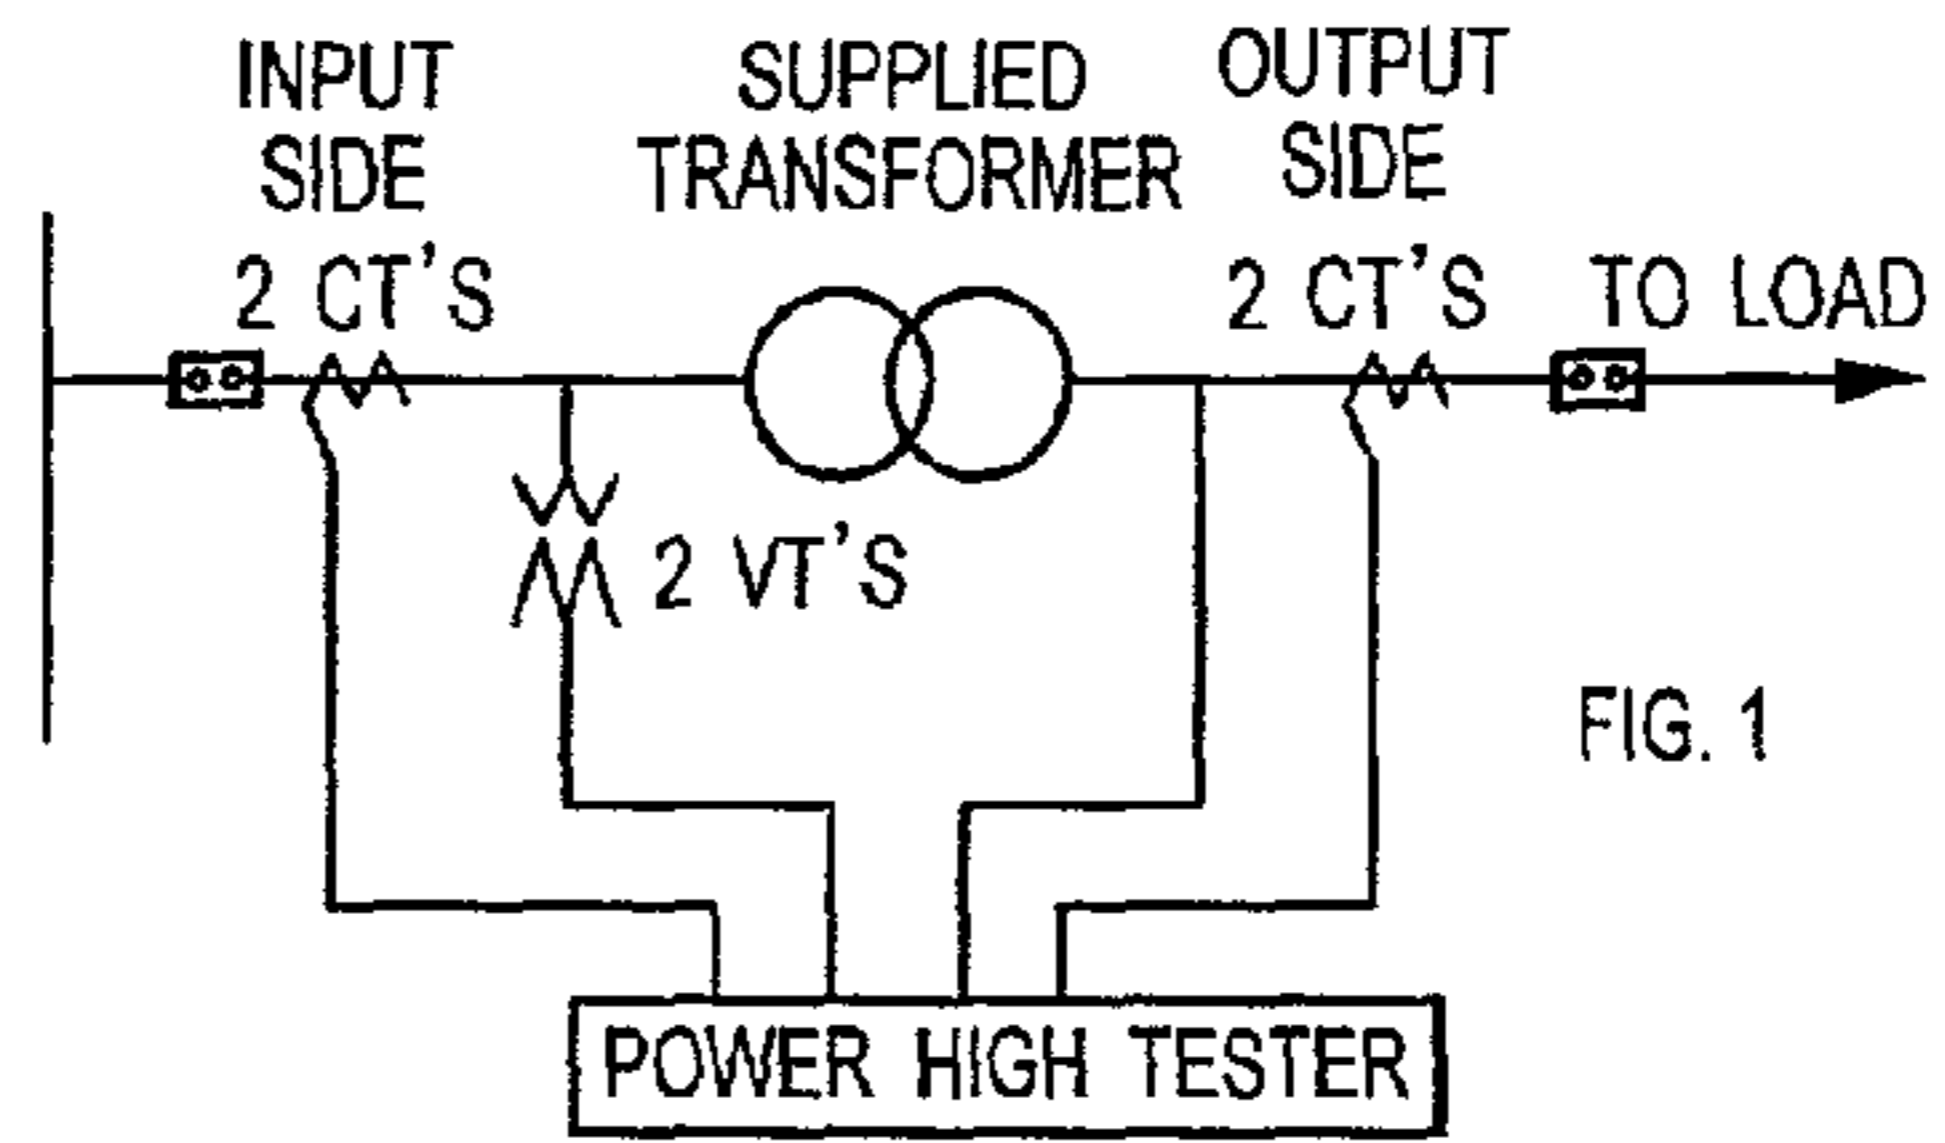 INPUT
SIDE
2 CT'S
SUPPLIED
TRANSFORMER
OUTPUT
SIDE
2 CT'S
TO LOAD
2 VT'S
FIG. 1
POWER HIGH TESTER